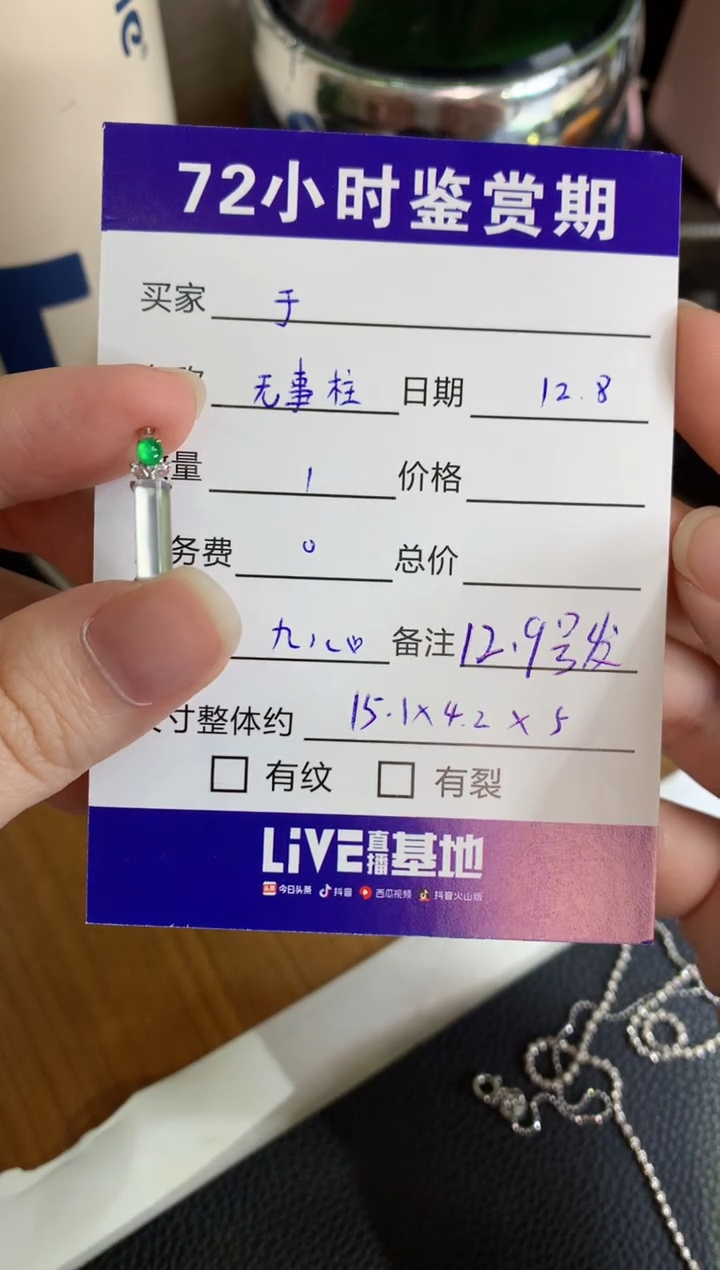 72小时鉴赏期
买家 于
无事柱 日期 12.8
量 1 价格
务费 0 总价
备注 12.9号发
寸整体约 15.1×4.2×5
有纹 有裂
LiVE直播基地
今日头条 抖音 西瓜视频 抖音火山版